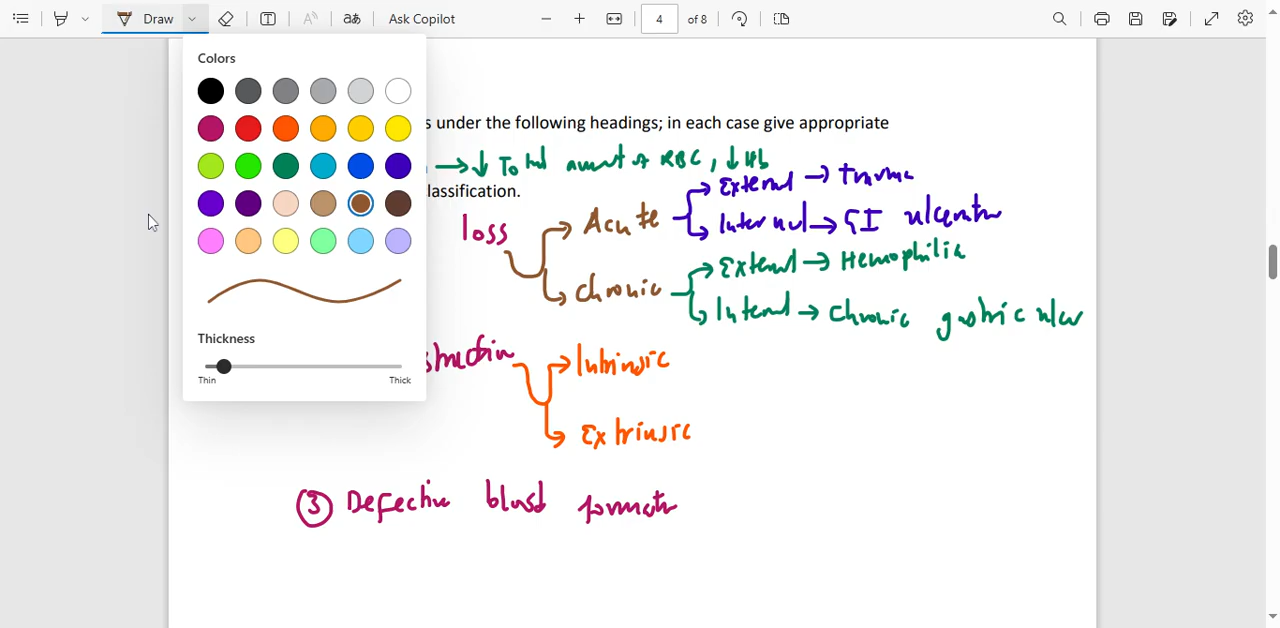 Draw Ask Copilot 4 of 8
Colors
s under the following headings; in each case give appropriate
→ ↓ Total amount of RBC, ↓ Hb
classification.
loss
Acute
External → trauma
Internal → GI
Chronic
External → Hemophilia
Internal → chronic gastric ulcer
Thickness
Thin Thick
Intrinsic
Extrinsic
③ Defective blood formation